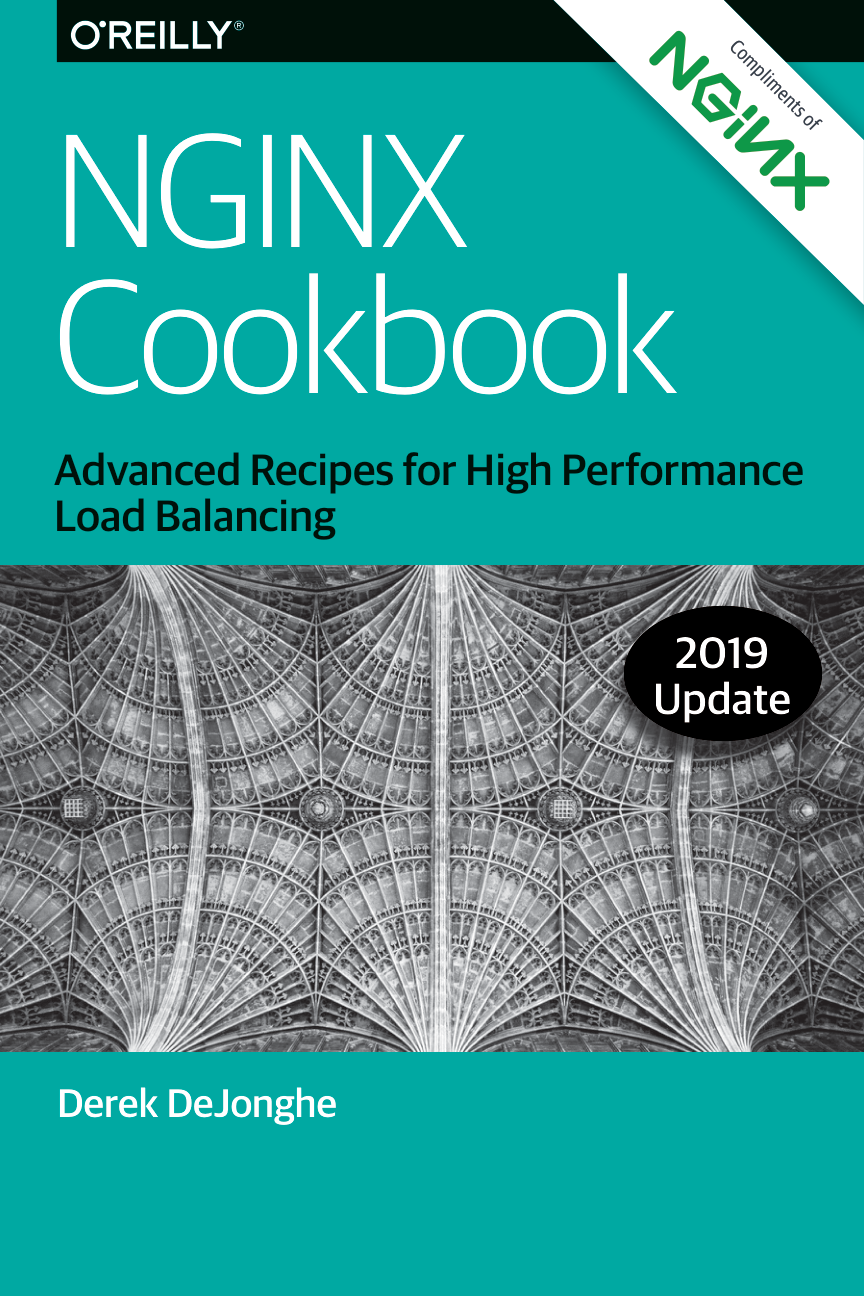 O'REILLY®
Compliments of
NGINX
NGINX
Cookbook
Advanced Recipes for High Performance
Load Balancing
2019
Update
Derek DeJonghe